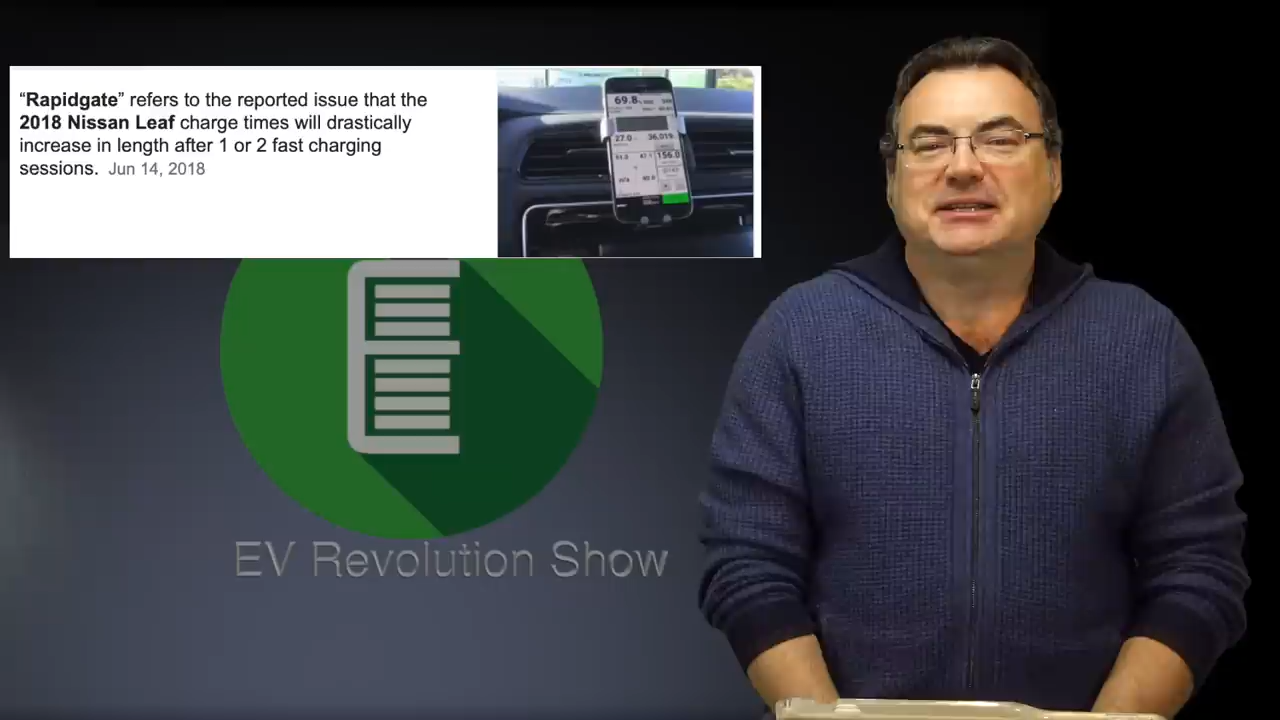 “Rapidgate” refers to the reported issue that the
2018 Nissan Leaf charge times will drastically
increase in length after 1 or 2 fast charging
sessions. Jun 14, 2018
69.8
27.0 36,019
156.0
EV Revolution Show